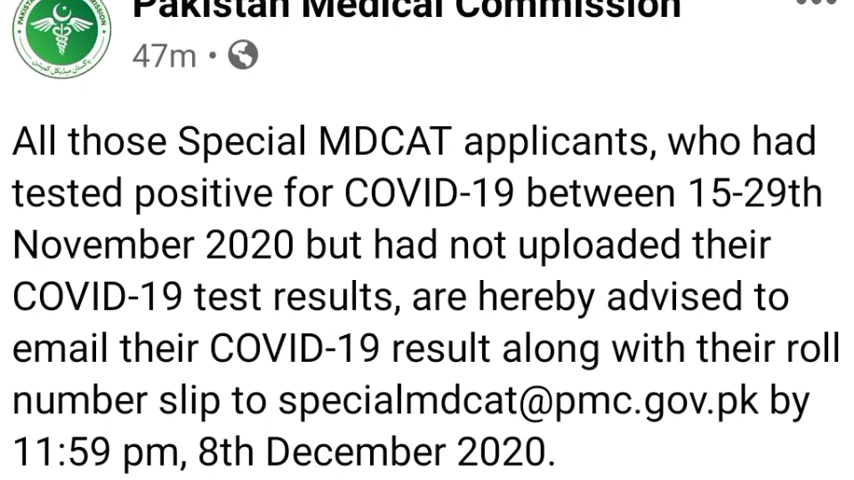 Pakistan Medical Commission
47m
All those Special MDCAT applicants, who had
tested positive for COVID-19 between 15-29th
November 2020 but had not uploaded their
COVID-19 test results, are hereby advised to
email their COVID-19 result along with their roll
number slip to specialmdcat@pmc.gov.pk by
11:59 pm, 8th December 2020.